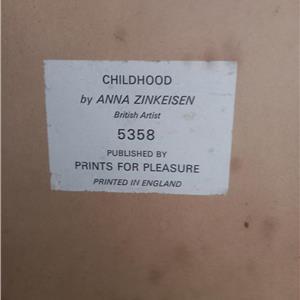 CHILDHOOD
by ANNA ZINKEISEN
British Artist
5358
PUBLISHED BY
PRINTS FOR PLEASURE
PRINTED IN ENGLAND